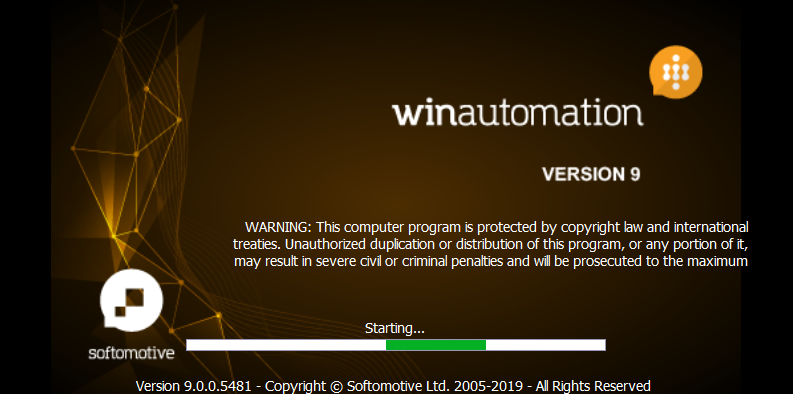 winautomation
VERSION 9
WARNING: This computer program is protected by copyright law and international
treaties. Unauthorized duplication or distribution of this program, or any portion of it,
may result in severe civil or criminal penalties and will be prosecuted to the maximum
Starting...
softomotive
Version 9.0.0.5481 - Copyright © Softomotive Ltd. 2005-2019 - All Rights Reserved